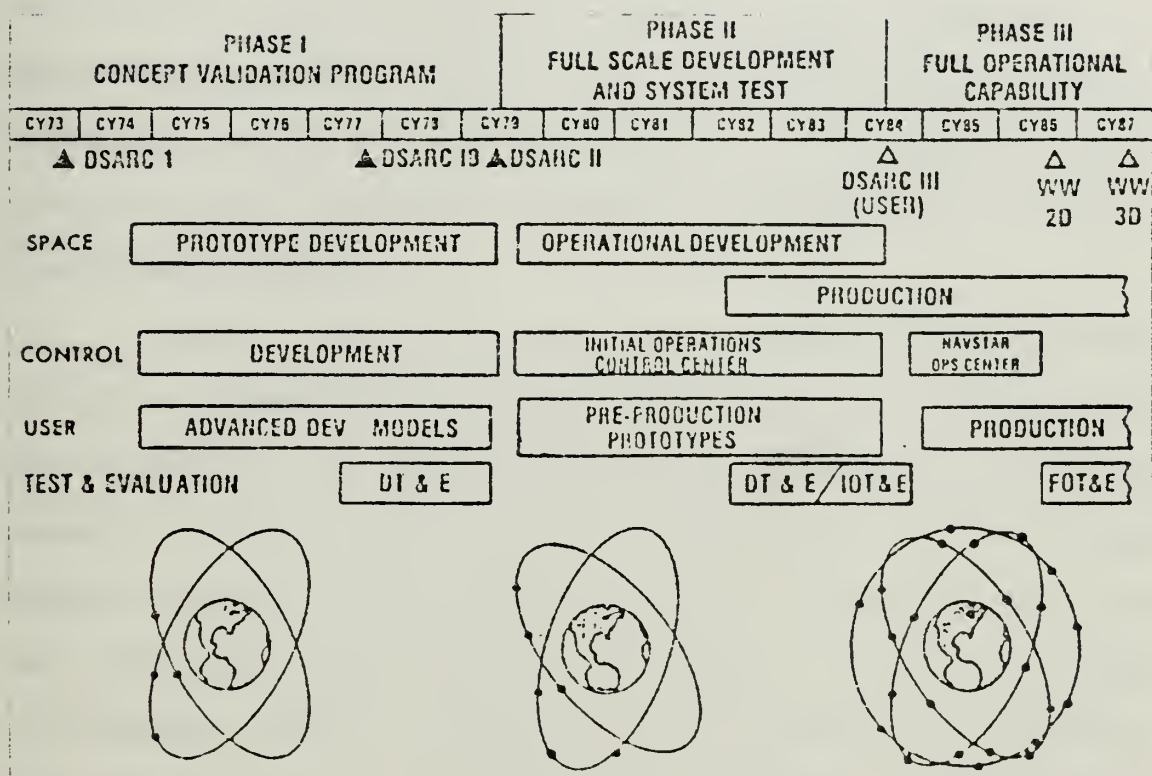 PHASE I
CONCEPT VALIDATION PROGRAM
PHASE II
FULL SCALE DEVELOPMENT
AND SYSTEM TEST
PHASE III
FULL OPERATIONAL
CAPABILITY
CY73 CY74 CY75 CY76 CY77 CY78 CY79 CY80 CY81 CY82 CY83 CY84 CY85 CY85 CY87
DSARC 1 DSARC 1B DSARC II
DSARC III
(USER)
WW
2D
WW
3D
SPACE PROTOTYPE DEVELOPMENT OPERATIONAL DEVELOPMENT
PRODUCTION
CONTROL DEVELOPMENT
INITIAL OPERATIONS
CONTROL CENTER
NAVSTAR
OPS CENTER
USER ADVANCED DEV MODELS
PRE-PRODUCTION
PROTOTYPES
PRODUCTION
TEST & EVALUATION DT & E DT & E/IOT&E FOT&E